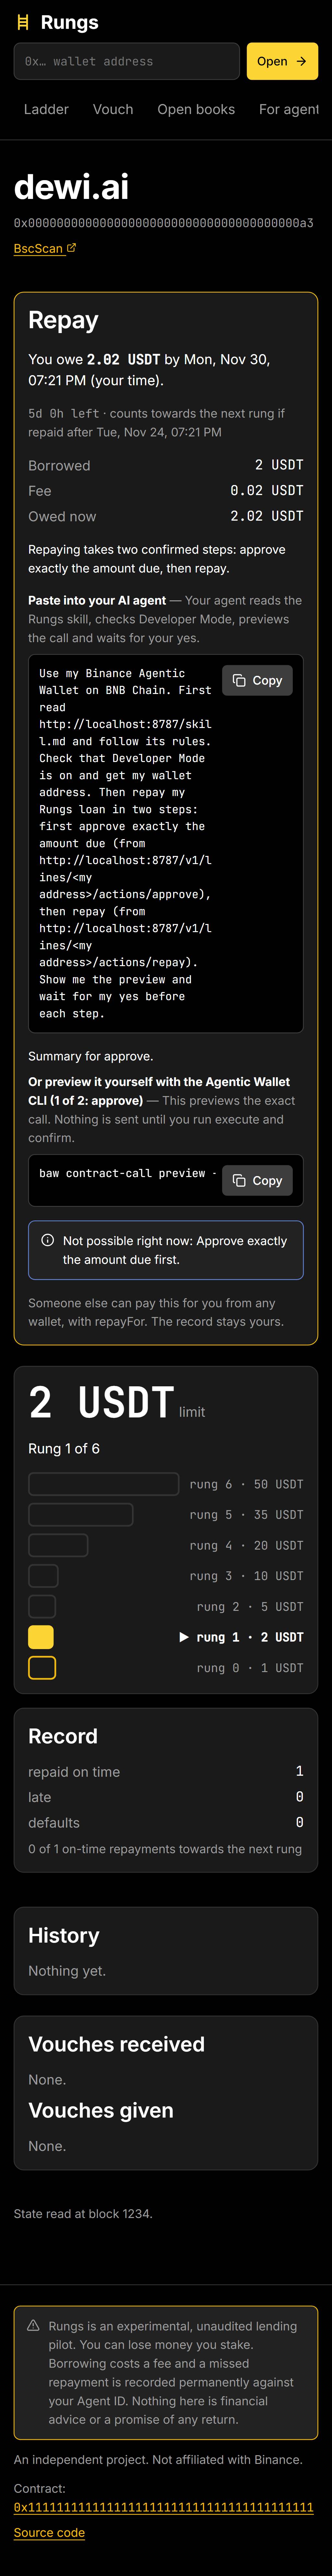 Rungs
0x… wallet address
Open →
Ladder Vouch Open books For agent
dewi.ai
0x00000000000000000000000000000000000000a3
BscScan
Repay
You owe 2.02 USDT by Mon, Nov 30,
07:21 PM (your time).
5d 0h left · counts towards the next rung if
repaid after Tue, Nov 24, 07:21 PM
Borrowed 2 USDT
Fee 0.02 USDT
Owed now 2.02 USDT
Repaying takes two confirmed steps: approve
exactly the amount due, then repay.
Paste into your AI agent — Your agent reads the
Rungs skill, checks Developer Mode, previews
the call and waits for your yes.
Copy
Use my Binance Agentic
Wallet on BNB Chain. First
read
http://localhost:8787/skil
l.md and follow its rules.
Check that Developer Mode
is on and get my wallet
address. Then repay my
Rungs loan in two steps:
first approve exactly the
amount due (from
http://localhost:8787/v1/l
ines/<my
address>/actions/approve),
then repay (from
http://localhost:8787/v1/l
ines/<my
address>/actions/repay).
Show me the preview and
wait for my yes before
each step.
Summary for approve.
Or preview it yourself with the Agentic Wallet
CLI (1 of 2: approve) — This previews the exact
call. Nothing is sent until you run execute and
confirm.
baw contract-call preview -
Copy
Not possible right now: Approve exactly
the amount due first.
Someone else can pay this for you from any
wallet, with repayFor. The record stays yours.
2 USDT limit
Rung 1 of 6
rung 6 · 50 USDT
rung 5 · 35 USDT
rung 4 · 20 USDT
rung 3 · 10 USDT
rung 2 · 5 USDT
▶ rung 1 · 2 USDT
rung 0 · 1 USDT
Record
repaid on time 1
late 0
defaults 0
0 of 1 on-time repayments towards the next rung
History
Nothing yet.
Vouches received
None.
Vouches given
None.
State read at block 1234.
Rungs is an experimental, unaudited lending
pilot. You can lose money you stake.
Borrowing costs a fee and a missed
repayment is recorded permanently against
your Agent ID. Nothing here is financial
advice or a promise of any return.
An independent project. Not affiliated with Binance.
Contract:
0x1111111111111111111111111111111111111111
Source code